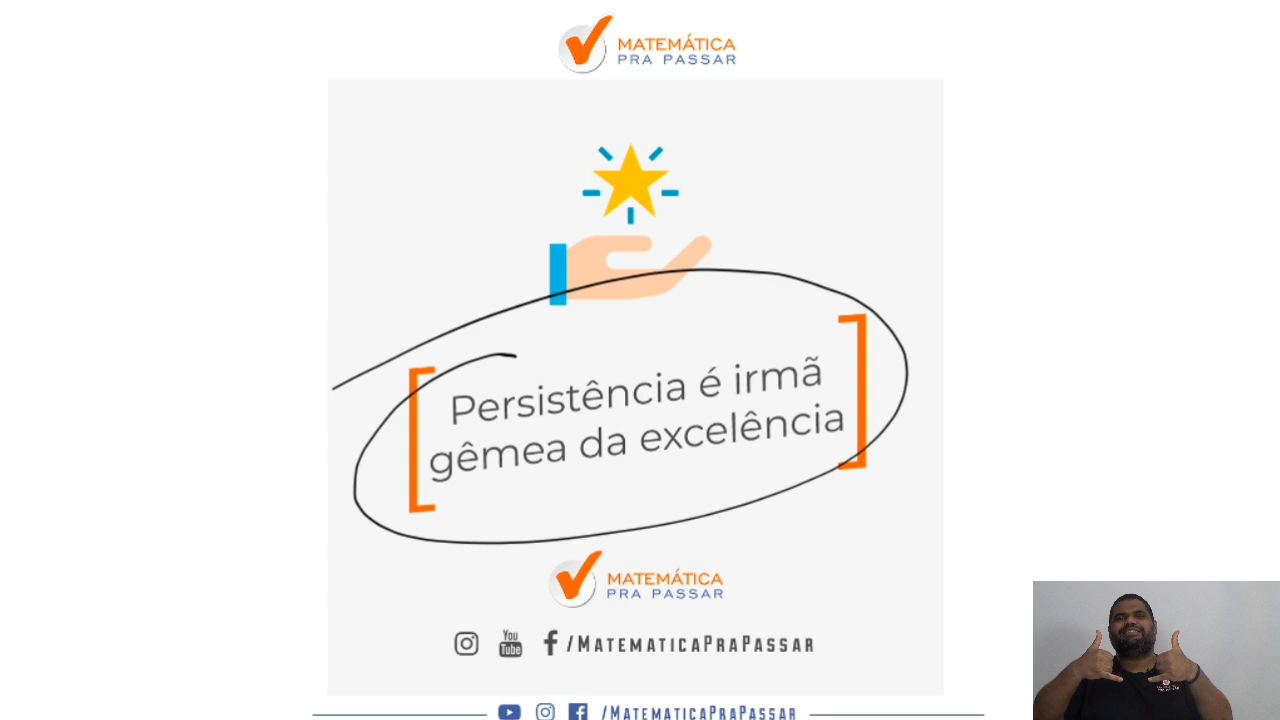 MATEMÁTICA
PRA PASSAR
Persistência é irmã
gêmea da excelência
MATEMÁTICA
PRA PASSAR
You
Tube
/MATEMATICAPRAPASSAR
/MATEMATICAPRAPASSAR